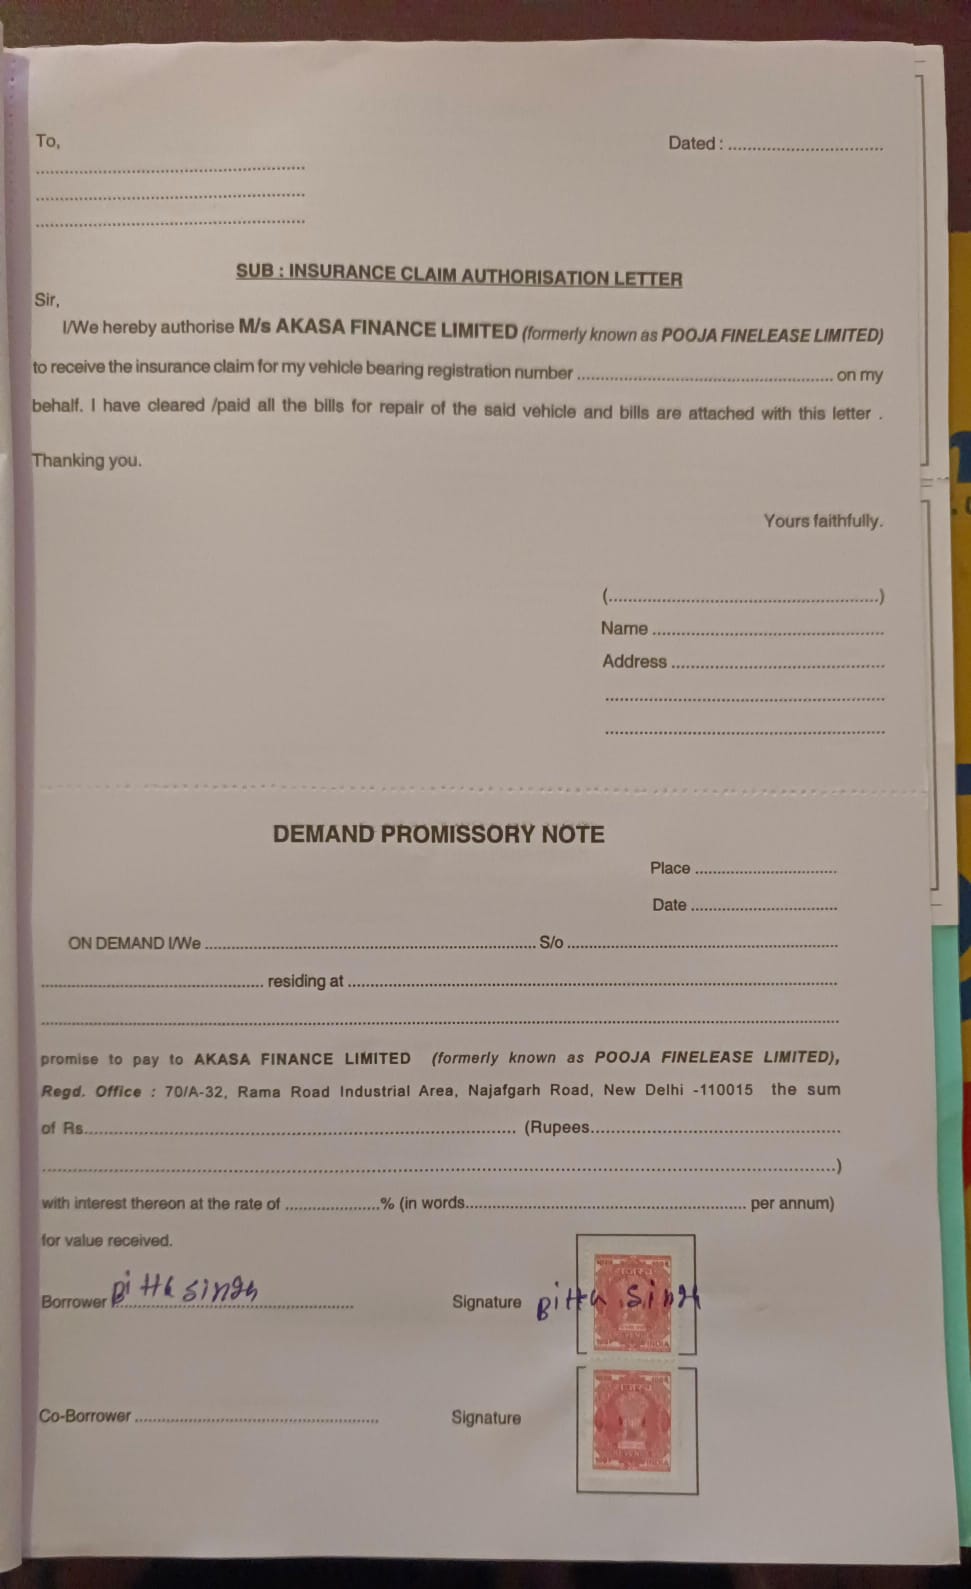 To,
Dated : ................................
........................................................
........................................................
........................................................
SUB : INSURANCE CLAIM AUTHORISATION LETTER
Sir,
I/We hereby authorise M/s AKASA FINANCE LIMITED (formerly known as POOJA FINELEASE LIMITED)
to receive the insurance claim for my vehicle bearing registration number ..................................................... on my
behalf. I have cleared /paid all the bills for repair of the said vehicle and bills are attached with this letter .
Thanking you.
Yours faithfully.
(........................................................)
Name ................................................
Address ............................................
..........................................................
..........................................................
DEMAND PROMISSORY NOTE
Place ................................
Date ................................
ON DEMAND I/We .......................................................................... S/o ........................................................
.............................................. residing at .....................................................................................................
......................................................................................................................................................................
promise to pay to AKASA FINANCE LIMITED (formerly known as POOJA FINELEASE LIMITED),
Regd. Office : 70/A-32, Rama Road Industrial Area, Najafgarh Road, New Delhi -110015 the sum
of Rs......................................................................................... (Rupees....................................................
....................................................................................................................................................................)
with interest thereon at the rate of ....................% (in words.......................................................... per annum)
for value received.
Borrower Bittu Singh Signature Bittu Singh
Co-Borrower .................................................. Signature